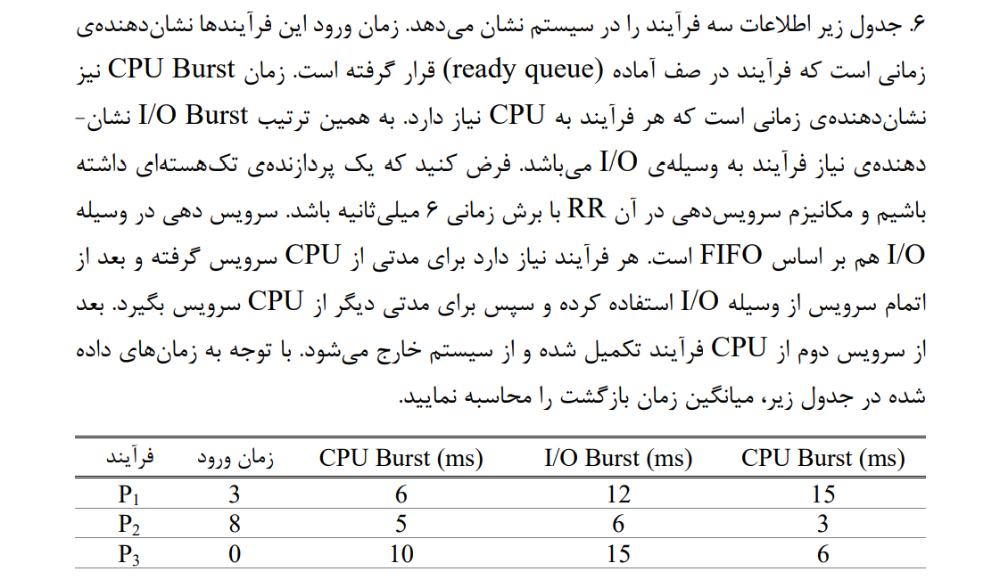 ۶. جدول زیر اطلاعات سه فرآیند را در سیستم نشان می‌دهد. زمان ورود این فرآیندها نشان‌دهنده‌ی
زمانی است که فرآیند در صف آماده (ready queue) قرار گرفته است. زمان CPU Burst نیز
نشان‌دهنده‌ی زمانی است که هر فرآیند به CPU نیاز دارد. به همین ترتیب I/O Burst نشان-
دهنده‌ی نیاز فرآیند به وسیله‌ی I/O می‌باشد. فرض کنید که یک پردازنده‌ی تک‌هسته‌ای داشته
باشیم و مکانیزم سرویس‌دهی در آن RR با برش زمانی ۶ میلی‌ثانیه باشد. سرویس دهی در وسیله
I/O هم بر اساس FIFO است. هر فرآیند نیاز دارد برای مدتی از CPU سرویس گرفته و بعد از
اتمام سرویس از وسیله I/O استفاده کرده و سپس برای مدتی دیگر از CPU سرویس بگیرد. بعد
از سرویس دوم از CPU فرآیند تکمیل شده و از سیستم خارج می‌شود. با توجه به زمان‌های داده
شده در جدول زیر، میانگین زمان بازگشت را محاسبه نمایید.
فرآیند زمان ورود CPU Burst (ms) I/O Burst (ms) CPU Burst (ms)
P₁ 3 6 12 15
P₂ 8 5 6 3
P₃ 0 10 15 6